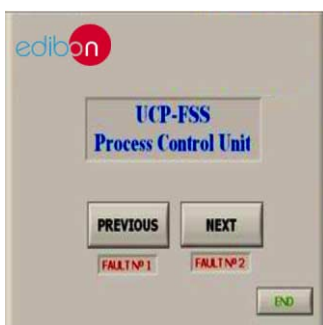 edibon
UCP-FSS
Process Control Unit
PREVIOUS NEXT
FAULT Nº 1 FAULT Nº 2
END